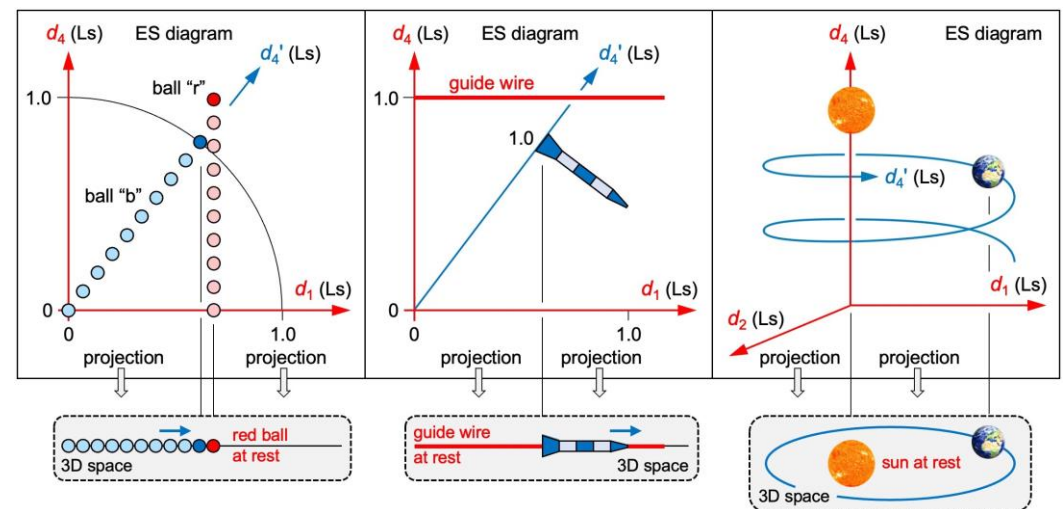 d4 (Ls)
ES diagram
d4' (Ls)
ball "r"
1.0
ball "b"
0
d1 (Ls)
0
1.0
projection
projection
red ball
at rest
3D space
d4 (Ls)
ES diagram
d4' (Ls)
guide wire
1.0
1.0
0
d1 (Ls)
0
1.0
projection
projection
guide wire
at rest
3D space
d4 (Ls)
ES diagram
d4' (Ls)
d1 (Ls)
d2 (Ls)
projection
projection
sun at rest
3D space